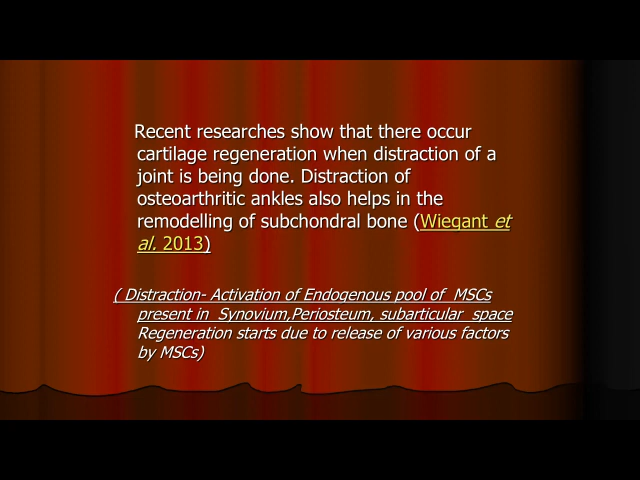 Recent researches show that there occur
cartilage regeneration when distraction of a
joint is being done. Distraction of
osteoarthritic ankles also helps in the
remodelling of subchondral bone (Wiegant et
al. 2013)
( Distraction- Activation of Endogenous pool of MSCs
present in Synovium,Periosteum, subarticular space
Regeneration starts due to release of various factors
by MSCs)